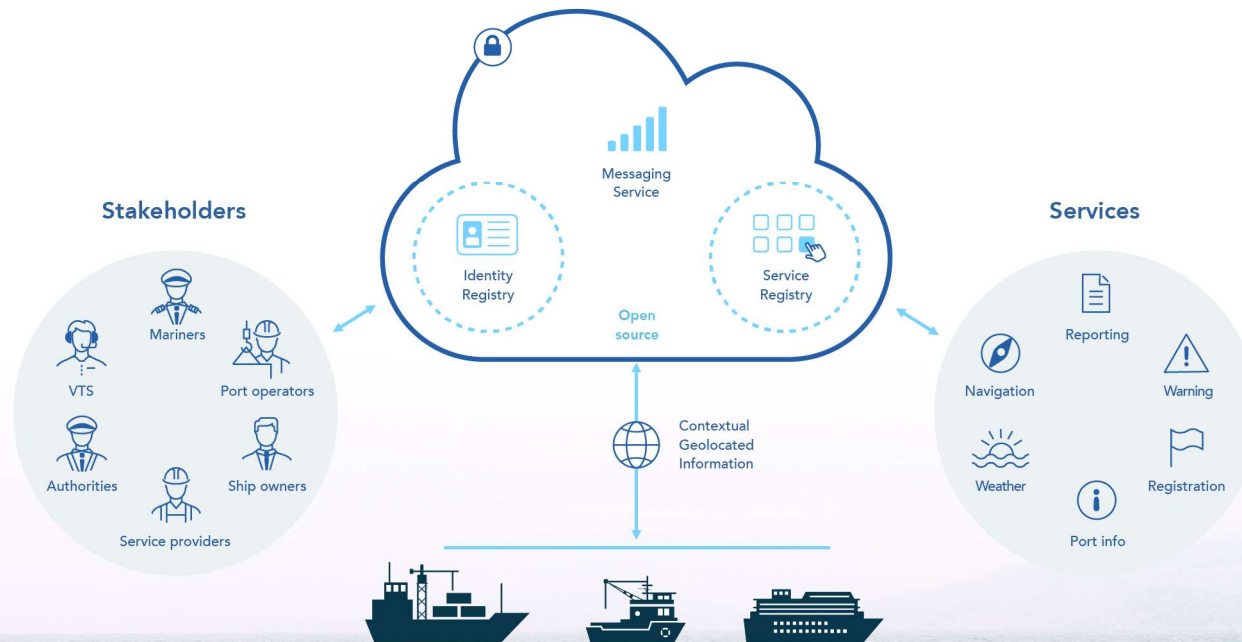 Stakeholders
Mariners
VTS
Port operators
Authorities
Ship owners
Service providers
Messaging
Service
Identity
Registry
Service
Registry
Open
source
Contextual
Geolocated
Information
Services
Reporting
Navigation
Warning
Weather
Registration
Port info